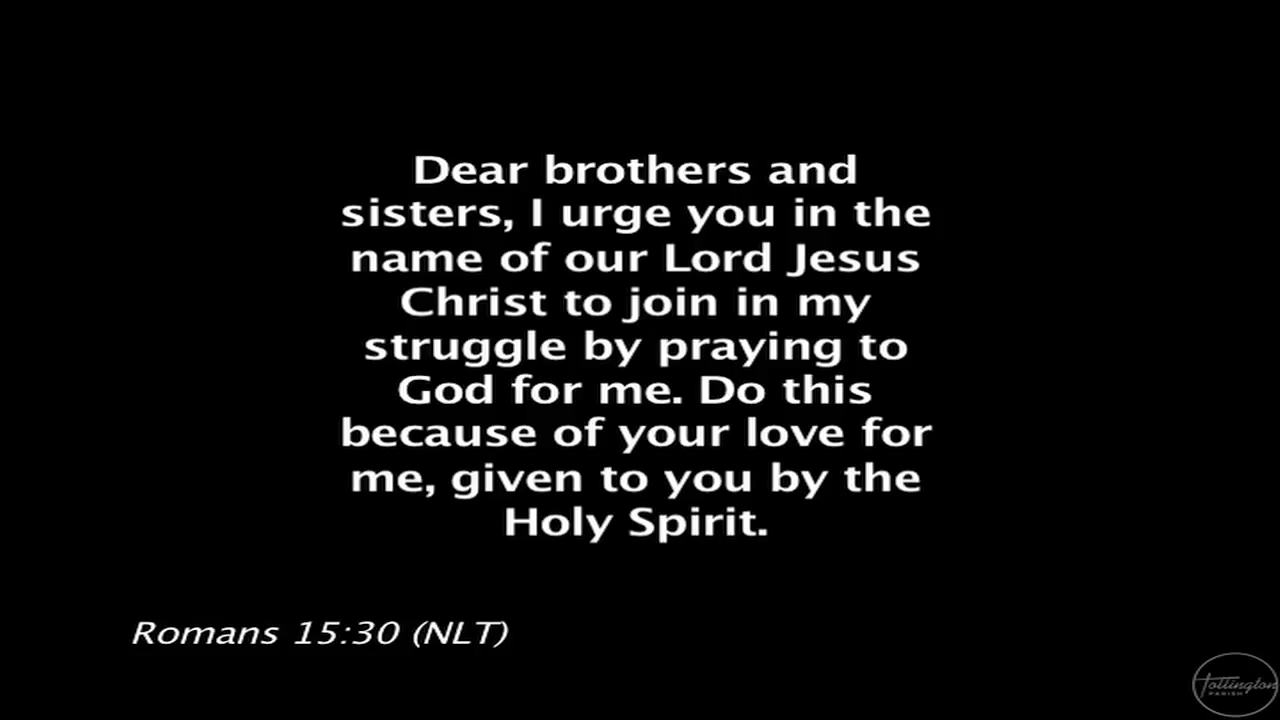 Dear brothers and
sisters, I urge you in the
name of our Lord Jesus
Christ to join in my
struggle by praying to
God for me. Do this
because of your love for
me, given to you by the
Holy Spirit.
Romans 15:30 (NLT)
Tottington
PARISH